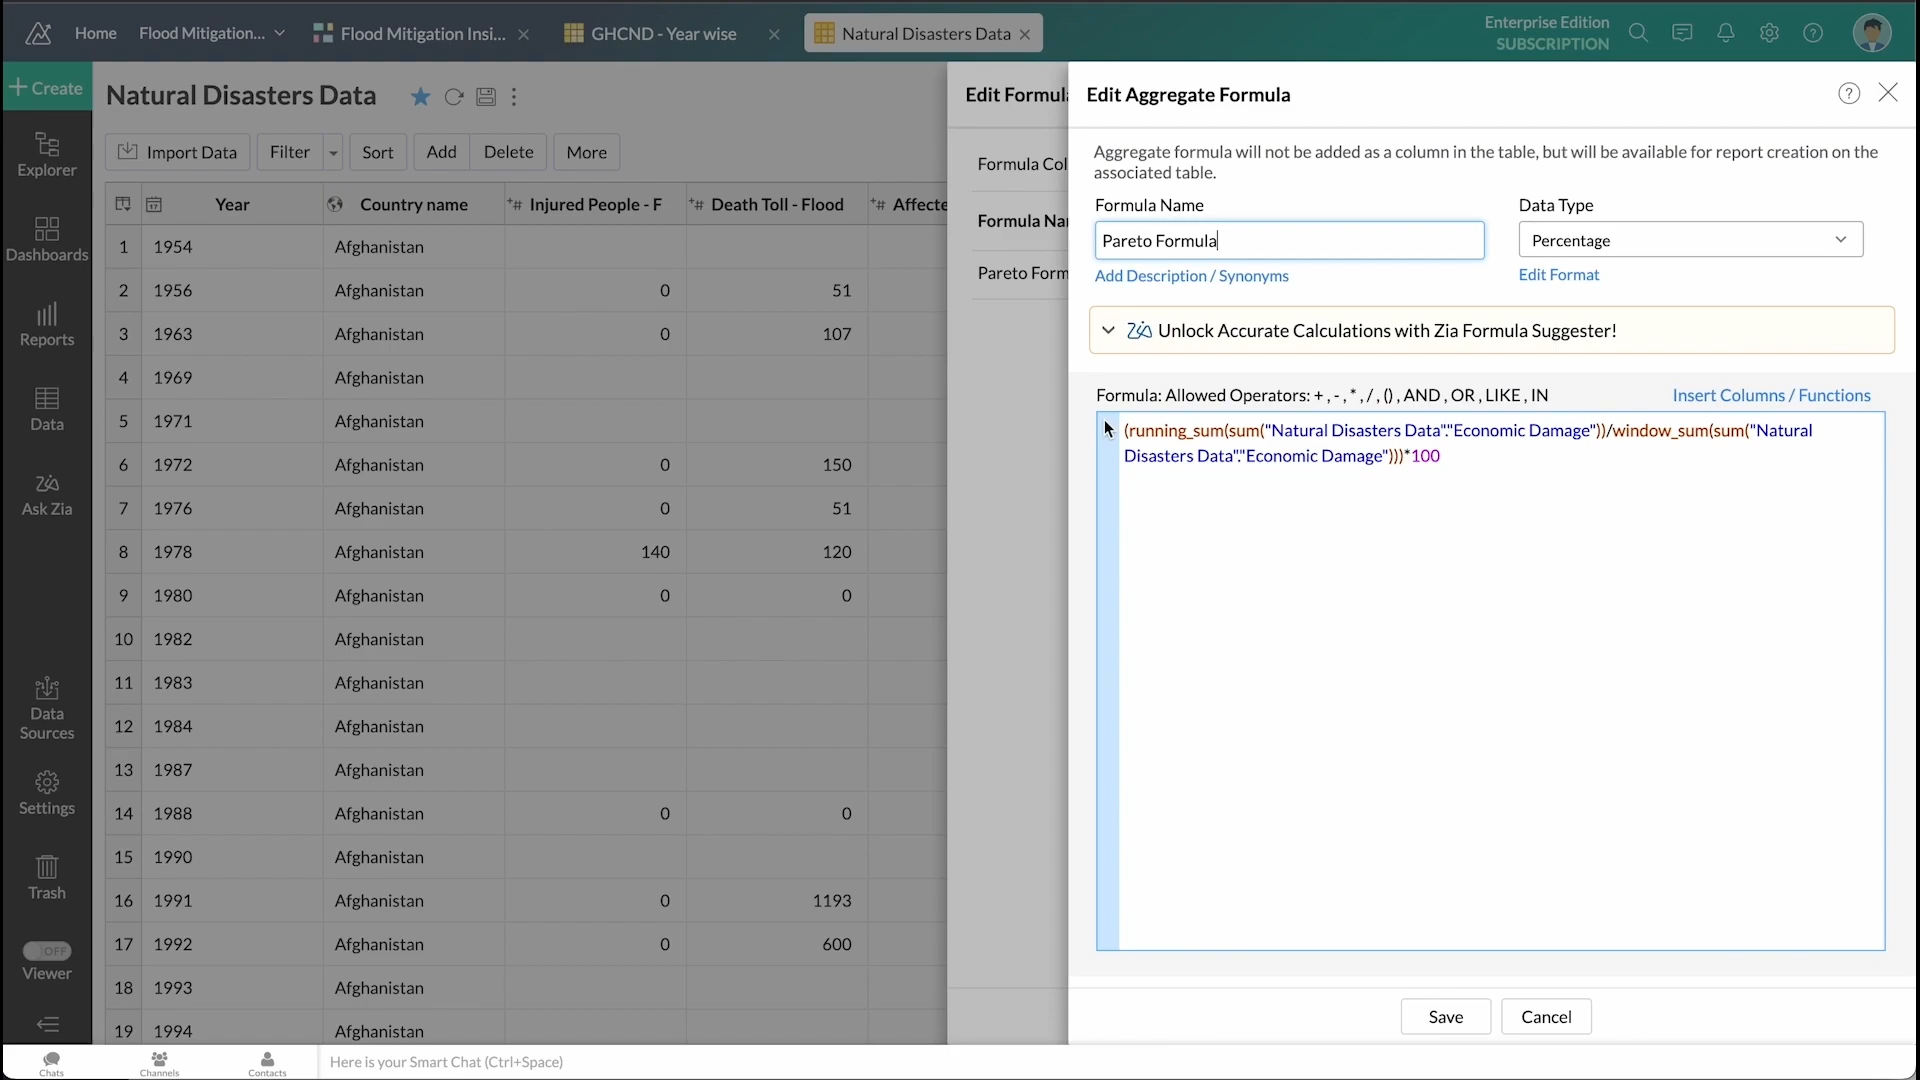 Home
Flood Mitigation...
Flood Mitigation Insi...
GHCND - Year wise
Natural Disasters Data
Enterprise Edition
SUBSCRIPTION
Create
Explorer
Dashboards
Reports
Data
Ask Zia
Data
Sources
Settings
Trash
OFF
Viewer
Natural Disasters Data
Import Data
Filter
Sort
Add
Delete
More
Year Country name Injured People - F Death Toll - Flood Affecte
1 1954 Afghanistan
2 1956 Afghanistan 0 51
3 1963 Afghanistan 0 107
4 1969 Afghanistan
5 1971 Afghanistan
6 1972 Afghanistan 0 150
7 1976 Afghanistan 0 51
8 1978 Afghanistan 140 120
9 1980 Afghanistan 0 0
10 1982 Afghanistan
11 1983 Afghanistan
12 1984 Afghanistan
13 1987 Afghanistan
14 1988 Afghanistan 0 0
15 1990 Afghanistan
16 1991 Afghanistan 0 1193
17 1992 Afghanistan 0 600
18 1993 Afghanistan
19 1994 Afghanistan
Edit Formula
Formula Col
Formula Na
Pareto Form
Edit Aggregate Formula
Aggregate formula will not be added as a column in the table, but will be available for report creation on the
associated table.
Formula Name
Pareto Formula
Add Description / Synonyms
Data Type
Percentage
Edit Format
Zia Unlock Accurate Calculations with Zia Formula Suggester!
Formula: Allowed Operators: + , - , * , / , () , AND , OR , LIKE , IN
Insert Columns / Functions
(running_sum(sum("Natural Disasters Data"."Economic Damage"))/window_sum(sum("Natural
Disasters Data"."Economic Damage")))*100
Save
Cancel
Chats
Channels
Contacts
Here is your Smart Chat (Ctrl+Space)